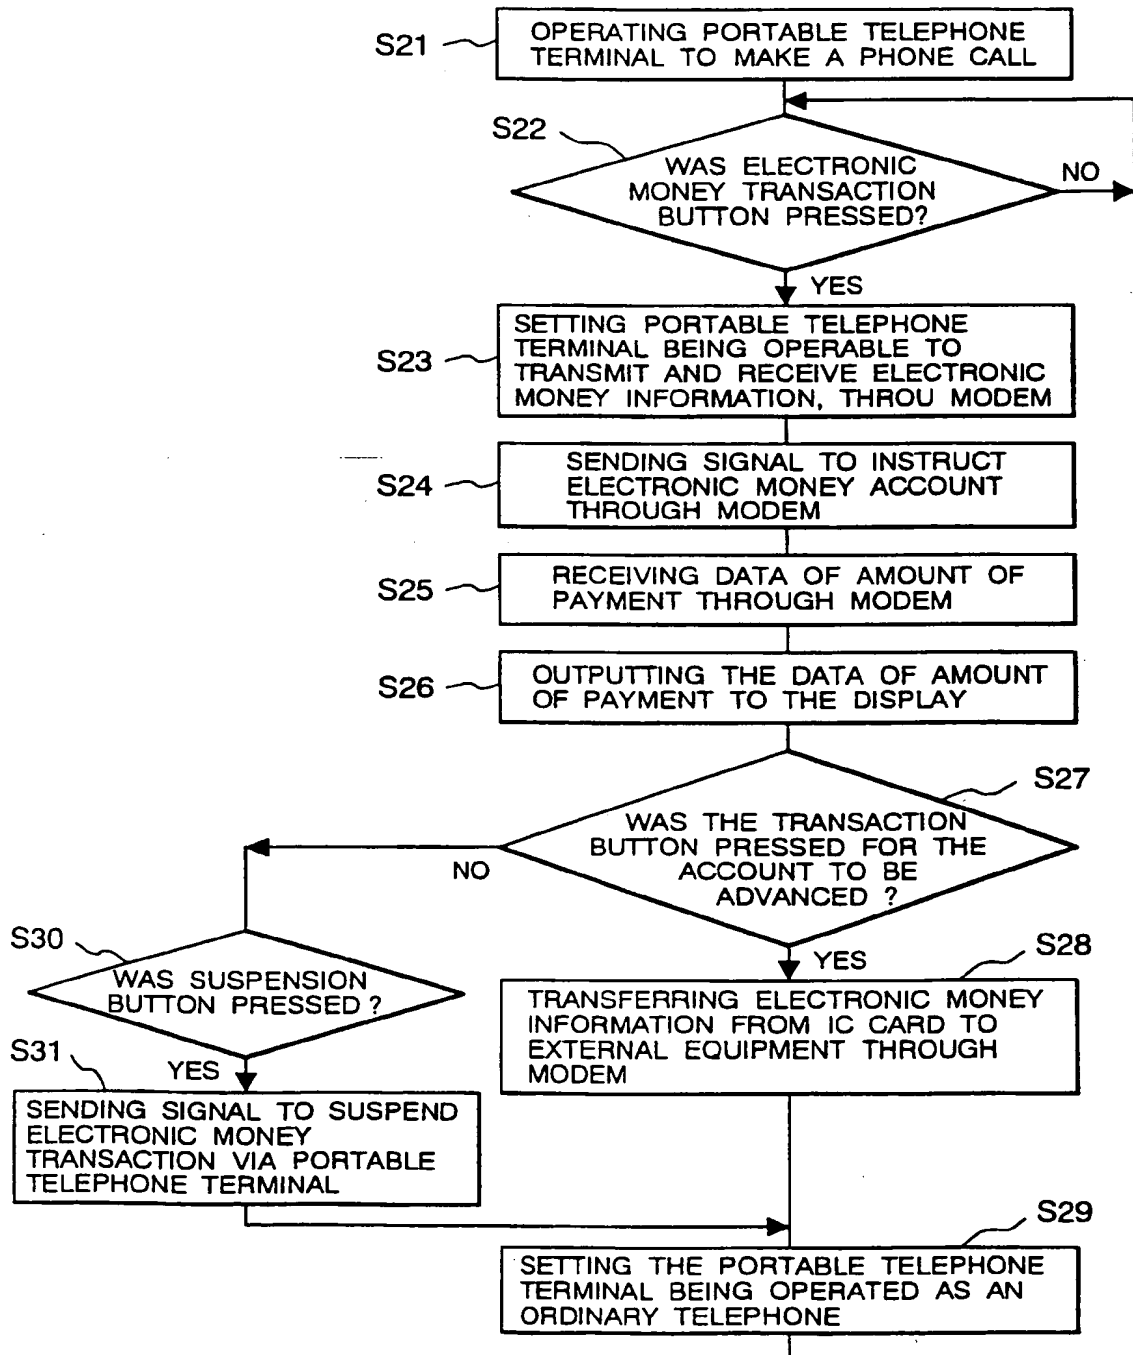 S21
OPERATING PORTABLE TELEPHONE
TERMINAL TO MAKE A PHONE CALL
S22
WAS ELECTRONIC
MONEY TRANSACTION
BUTTON PRESSED?
NO
YES
S23
SETTING PORTABLE TELEPHONE
TERMINAL BEING OPERABLE TO
TRANSMIT AND RECEIVE ELECTRONIC
MONEY INFORMATION, THROU MODEM
S24
SENDING SIGNAL TO INSTRUCT
ELECTRONIC MONEY ACCOUNT
THROUGH MODEM
S25
RECEIVING DATA OF AMOUNT OF
PAYMENT THROUGH MODEM
S26
OUTPUTTING THE DATA OF AMOUNT
OF PAYMENT TO THE DISPLAY
S27
WAS THE TRANSACTION
BUTTON PRESSED FOR THE
ACCOUNT TO BE
ADVANCED ?
NO
YES
S28
TRANSFERRING ELECTRONIC MONEY
INFORMATION FROM IC CARD TO
EXTERNAL EQUIPMENT THROUGH
MODEM
S30
WAS SUSPENSION
BUTTON PRESSED ?
YES
S31
SENDING SIGNAL TO SUSPEND
ELECTRONIC MONEY
TRANSACTION VIA PORTABLE
TELEPHONE TERMINAL
S29
SETTING THE PORTABLE TELEPHONE
TERMINAL BEING OPERATED AS AN
ORDINARY TELEPHONE